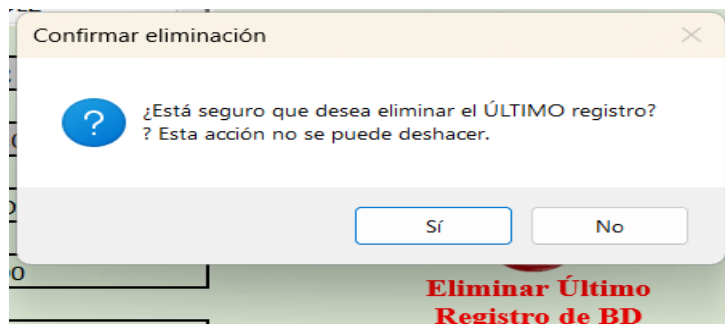 Confirmar eliminación
¿Está seguro que desea eliminar el ÚLTIMO registro?
? Esta acción no se puede deshacer.
Sí
No
Eliminar Último
Registro de BD